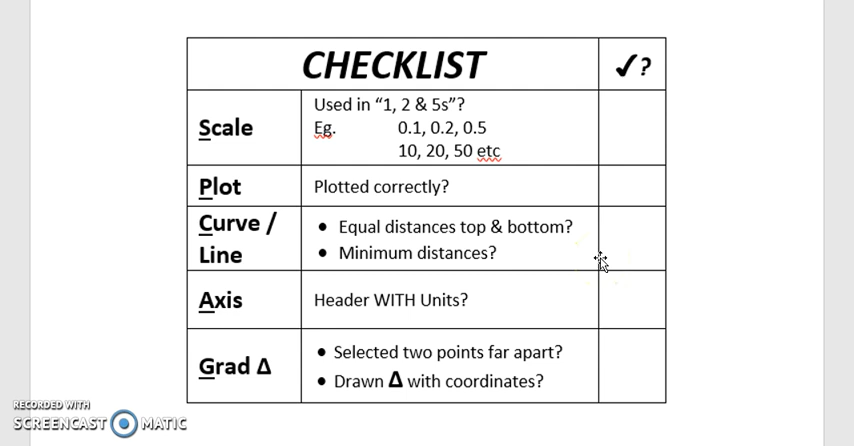 CHECKLIST ✓?
Scale
Used in “1, 2 & 5s”?
Eg. 0.1, 0.2, 0.5
10, 20, 50 etc
Plot
Plotted correctly?
Curve /
Line
• Equal distances top & bottom?
• Minimum distances?
Axis
Header WITH Units?
Grad Δ
• Selected two points far apart?
• Drawn Δ with coordinates?
RECORDED WITH
SCREENCAST MATIC